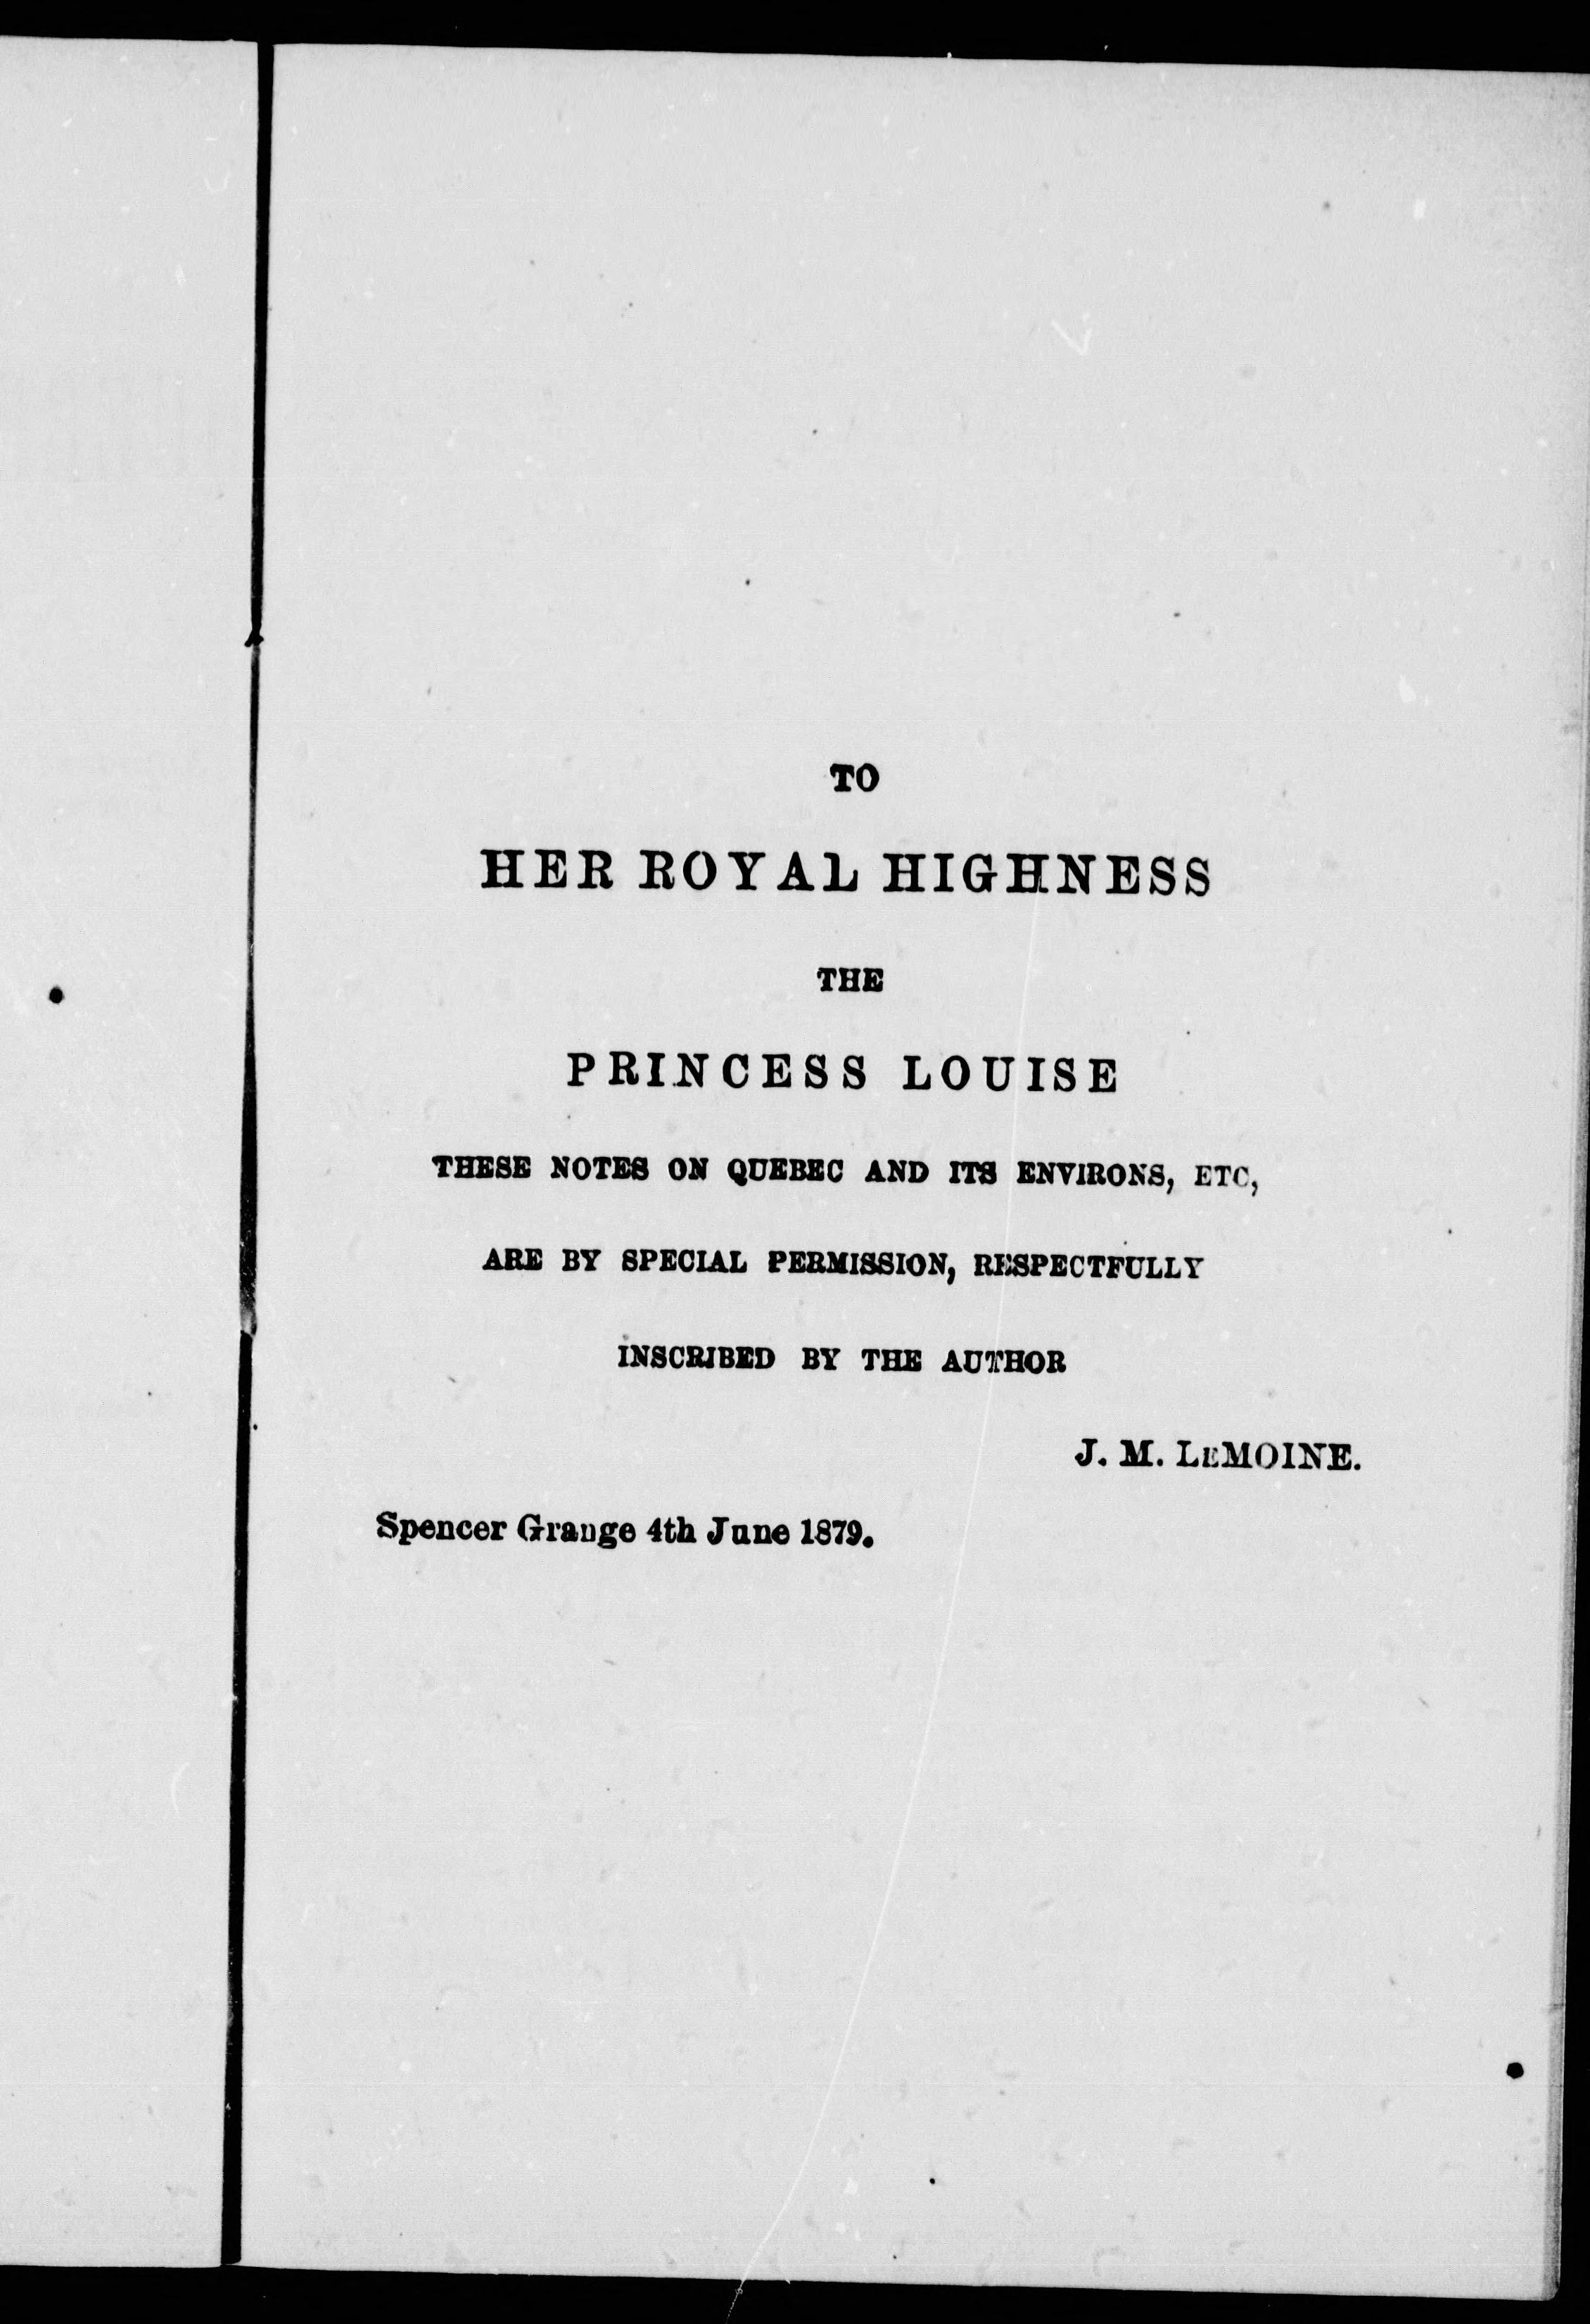 TO
HER ROYAL HIGHNESS
THE
PRINCESS LOUISE
THESE NOTES ON QUEBEC AND ITS ENVIRONS, ETC,
ARE BY SPECIAL PERMISSION, RESPECTFULLY
INSCRIBED BY THE AUTHOR
J. M. LEMOINE.
Spencer Grange 4th June 1879.